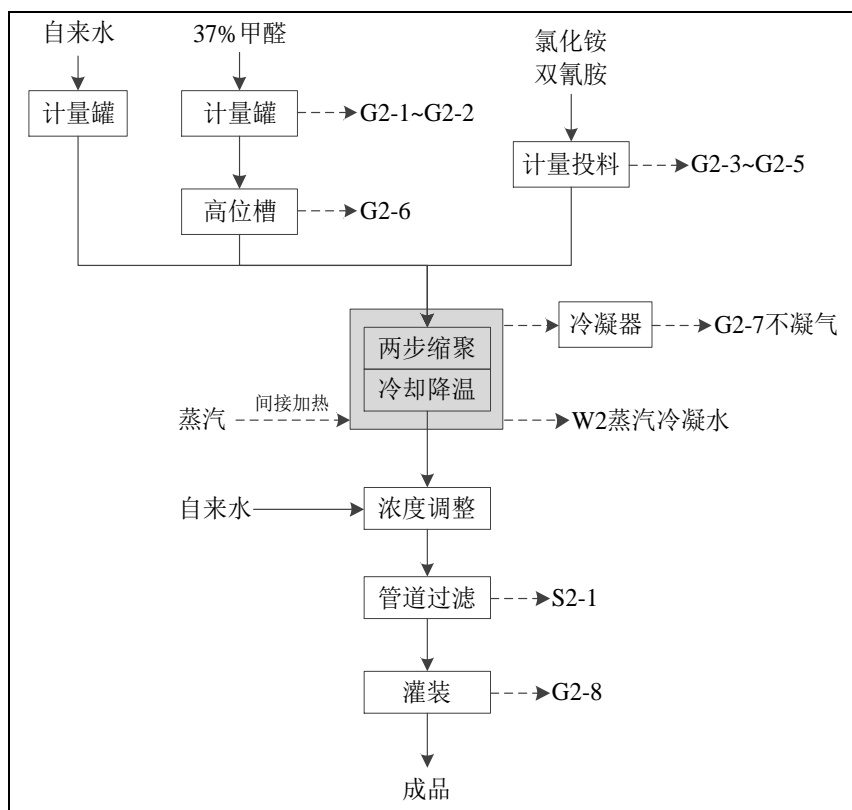 自来水
37%甲醛
氯化铵
双氰胺
计量罐
计量罐
G2-1~G2-2
计量投料
G2-3~G2-5
高位槽
G2-6
两步缩聚
冷却降温
冷凝器
G2-7不凝气
蒸汽
间接加热
W2蒸汽冷凝水
自来水
浓度调整
管道过滤
S2-1
灌装
G2-8
成品